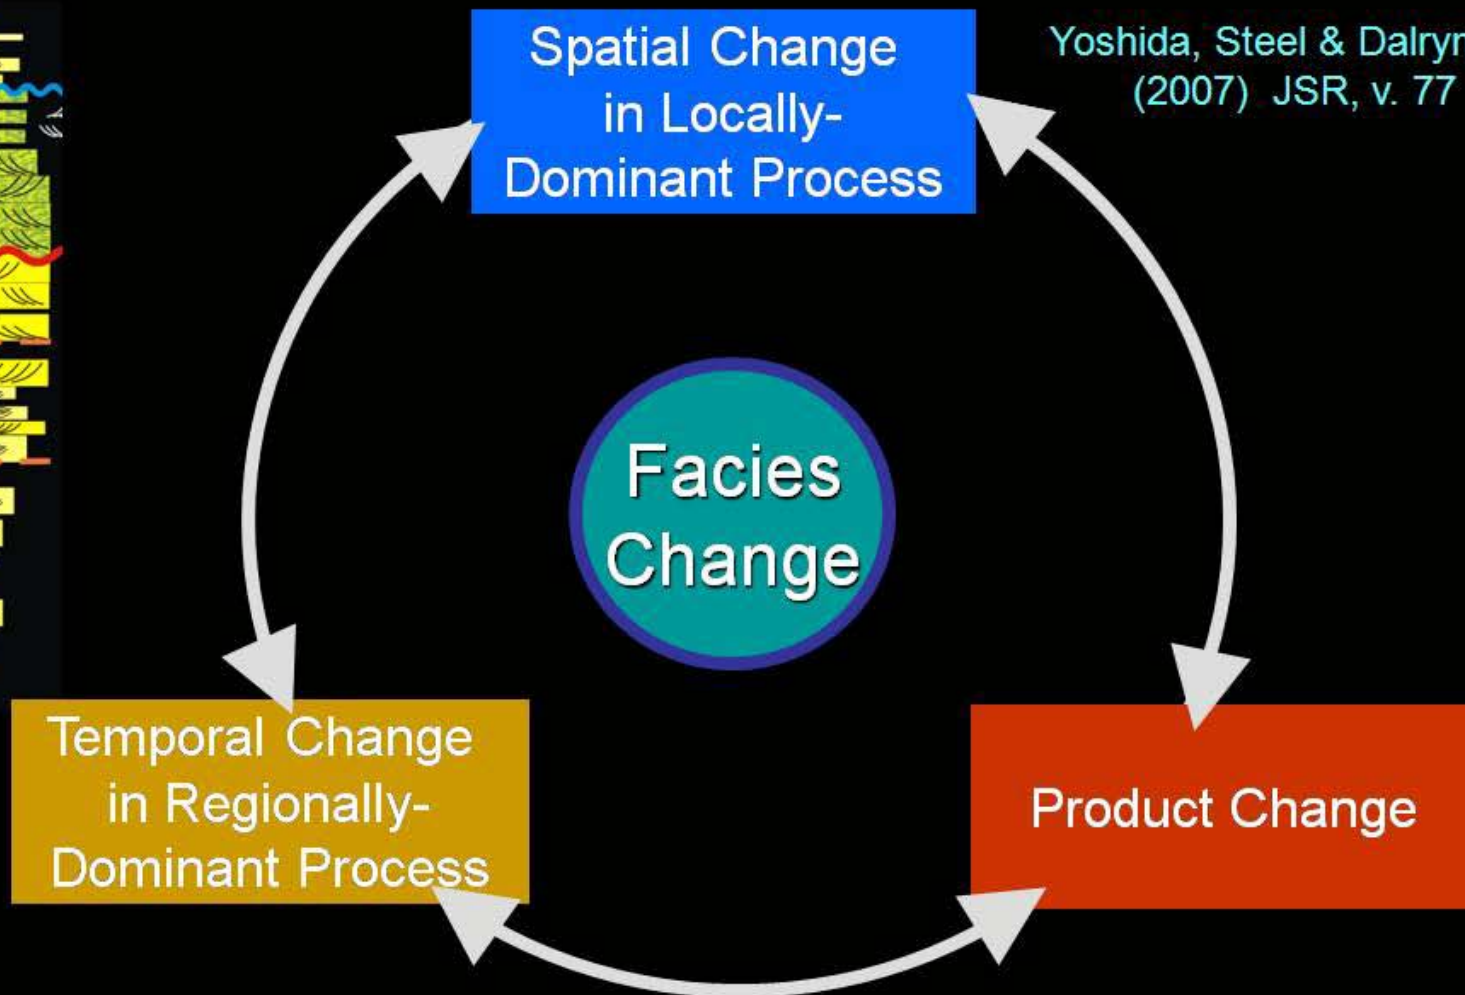 Spatial Change
in Locally-
Dominant Process
Yoshida, Steel &
(2007) JSR, v. 77
Facies
Change
Temporal Change
in Regionally-
Dominant Process
Product Change